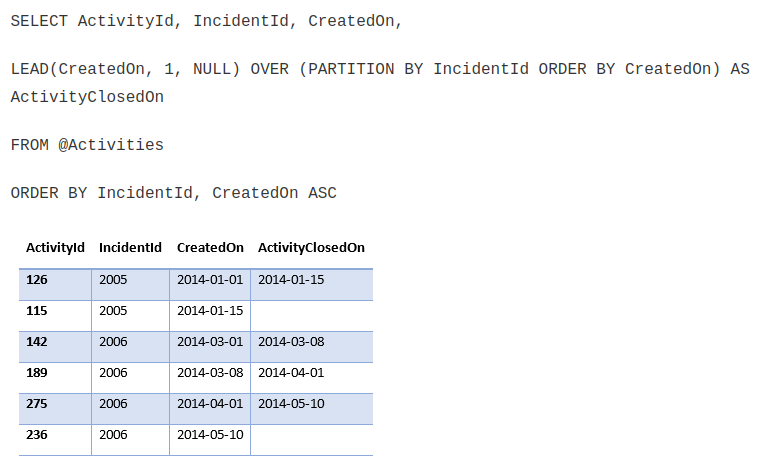 SELECT ActivityId, IncidentId, CreatedOn,
LEAD(CreatedOn, 1, NULL) OVER (PARTITION BY IncidentId ORDER BY CreatedOn) AS
ActivityClosedOn
FROM @Activities
ORDER BY IncidentId, CreatedOn ASC
ActivityId IncidentId CreatedOn ActivityClosedOn
126 2005 2014-01-01 2014-01-15
115 2005 2014-01-15
142 2006 2014-03-01 2014-03-08
189 2006 2014-03-08 2014-04-01
275 2006 2014-04-01 2014-05-10
236 2006 2014-05-10